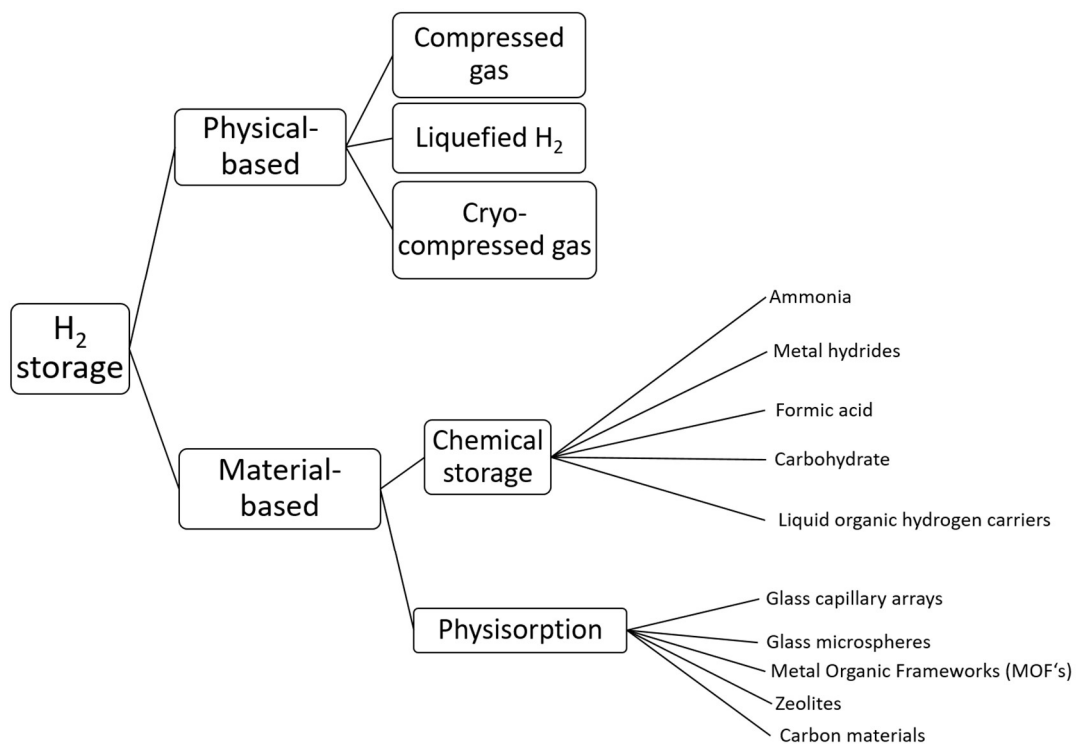 Compressed
gas
Physical-
based
Liquefied H₂
Cryo-
compressed gas
H₂
storage
Ammonia
Metal hydrides
Formic acid
Chemical
storage
Carbohydrate
Liquid organic hydrogen carriers
Material-
based
Glass capillary arrays
Physisorption
Glass microspheres
Metal Organic Frameworks (MOF‘s)
Zeolites
Carbon materials